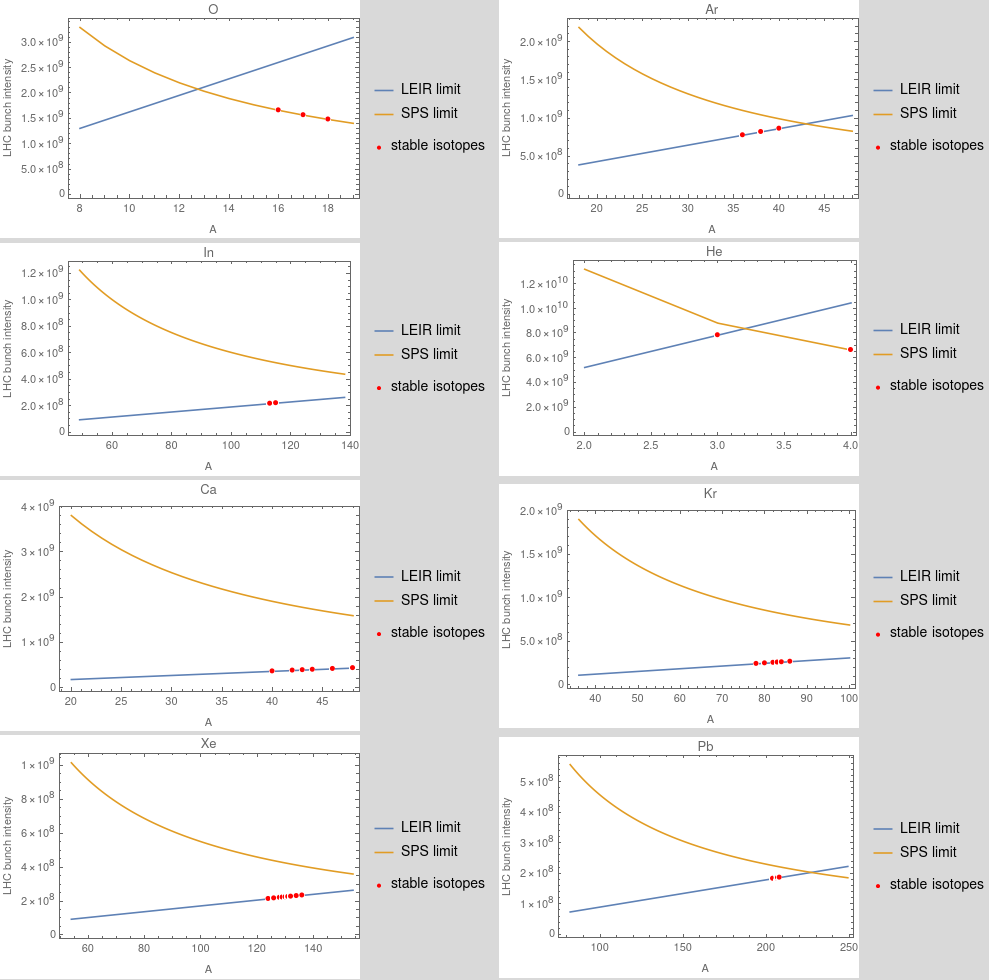 O
3.0×10⁹
2.5×10⁹
2.0×10⁹
1.5×10⁹
1.0×10⁹
5.0×10⁸
0
LHC bunch intensity
8 10 12 14 16 18
A
LEIR limit
SPS limit
stable isotopes
Ar
2.0×10⁹
1.5×10⁹
1.0×10⁹
5.0×10⁸
0
LHC bunch intensity
20 25 30 35 40 45
A
LEIR limit
SPS limit
stable isotopes
In
1.2×10⁹
1.0×10⁹
8.0×10⁸
6.0×10⁸
4.0×10⁸
2.0×10⁸
0
LHC bunch intensity
60 80 100 120 140
A
LEIR limit
SPS limit
stable isotopes
He
1.2×10¹⁰
1.0×10¹⁰
8.0×10⁹
6.0×10⁹
4.0×10⁹
2.0×10⁹
0
LHC bunch intensity
2.0 2.5 3.0 3.5 4.0
A
LEIR limit
SPS limit
stable isotopes
Ca
4×10⁹
3×10⁹
2×10⁹
1×10⁹
0
LHC bunch intensity
20 25 30 35 40 45
A
LEIR limit
SPS limit
stable isotopes
Kr
2.0×10⁹
1.5×10⁹
1.0×10⁹
5.0×10⁸
0
LHC bunch intensity
40 50 60 70 80 90 100
A
LEIR limit
SPS limit
stable isotopes
Xe
1×10⁹
8×10⁸
6×10⁸
4×10⁸
2×10⁸
0
LHC bunch intensity
60 80 100 120 140
A
LEIR limit
SPS limit
stable isotopes
Pb
5×10⁸
4×10⁸
3×10⁸
2×10⁸
1×10⁸
0
LHC bunch intensity
100 150 200 250
A
LEIR limit
SPS limit
stable isotopes